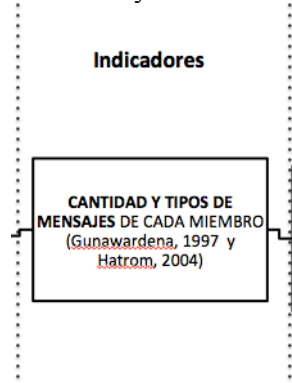 Indicadores
CANTIDAD Y TIPOS DE
MENSAJES DE CADA MIEMBRO
(Gunawardena, 1997 y
Hatrom, 2004)